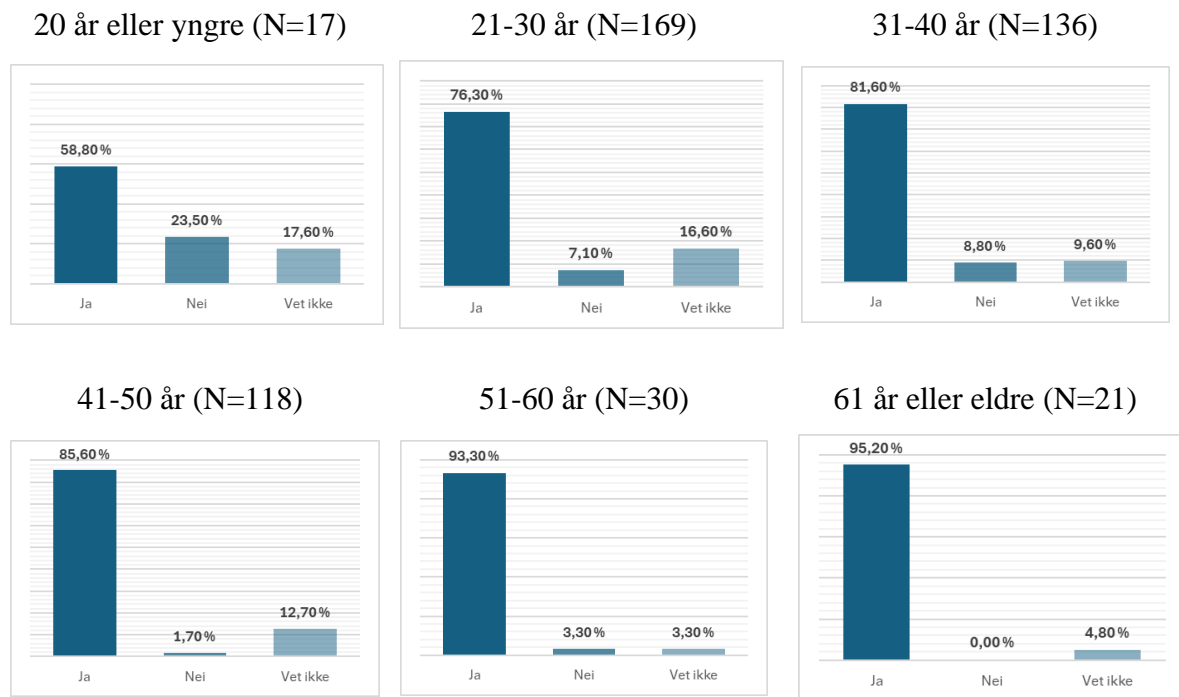 20 år eller yngre (N=17)
58,80 %
23,50 %
17,60 %
Ja Nei Vet ikke
21-30 år (N=169)
76,30 %
7,10 %
16,60 %
Ja Nei Vet ikke
31-40 år (N=136)
81,60 %
8,80 %
9,60 %
Ja Nei Vet ikke
41-50 år (N=118)
85,60 %
1,70 %
12,70 %
Ja Nei Vet ikke
51-60 år (N=30)
93,30 %
3,30 %
3,30 %
Ja Nei Vet ikke
61 år eller eldre (N=21)
95,20 %
0,00 %
4,80 %
Ja Nei Vet ikke